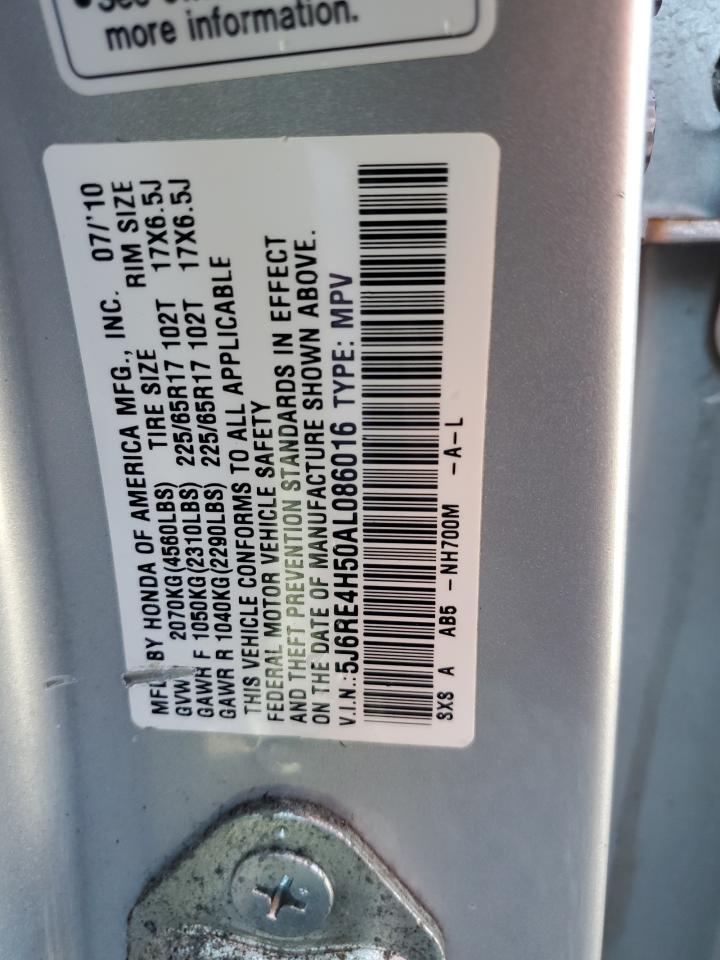 more information.
MFD. BY HONDA OF AMERICA MFG., INC. 07/'10
GVWR 2070KG(4560LBS) TIRE SIZE RIM SIZE
GAWR F 1050KG(2310LBS) 225/65R17 102T 17X6.5J
GAWR R 1040KG(2290LBS) 225/65R17 102T 17X6.5J
THIS VEHICLE CONFORMS TO ALL APPLICABLE
FEDERAL MOTOR VEHICLE SAFETY
AND THEFT PREVENTION STANDARDS IN EFFECT
ON THE DATE OF MANUFACTURE SHOWN ABOVE.
V.I.N.:5J6RE4H50AL086016 TYPE: MPV
SXS A AB5 -NH700M -A-L